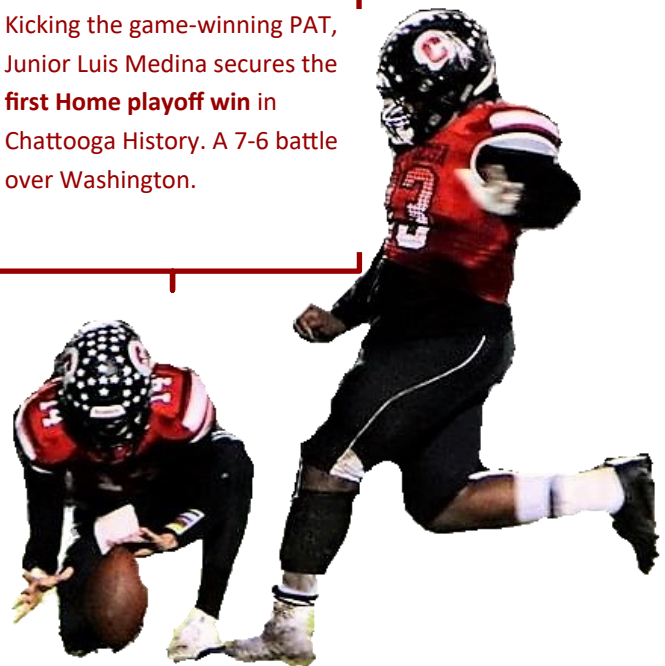 Kicking the game-winning PAT,
Junior Luis Medina secures the
first Home playoff win in
Chattooga History. A 7-6 battle
over Washington.
C
14